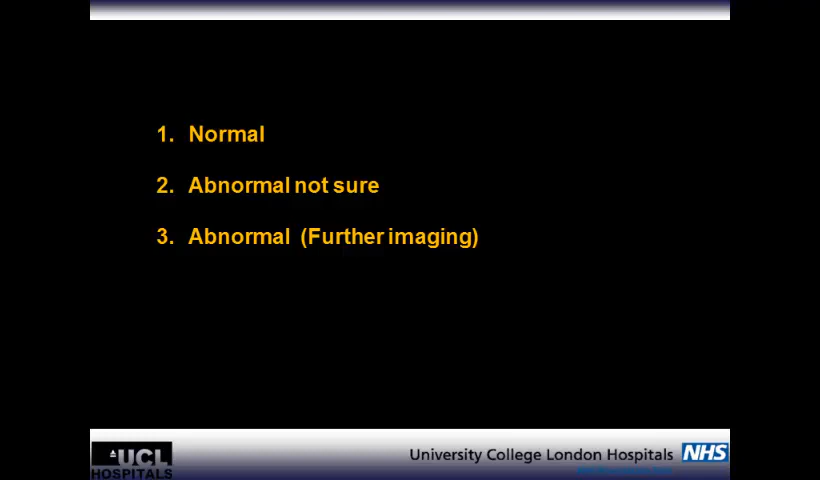 1. Normal
2. Abnormal not sure
3. Abnormal (Further imaging)
UCL
HOSPITALS
University College London Hospitals NHS